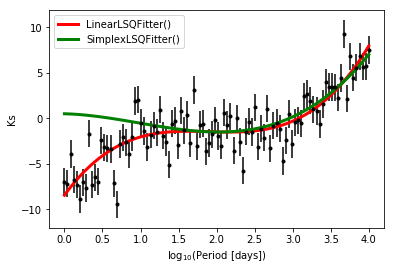 LinearLSQFitter()
SimplexLSQFitter()
10
5
0
−5
−10
Ks
0.0 0.5 1.0 1.5 2.0 2.5 3.0 3.5 4.0
log₁₀(Period [days])